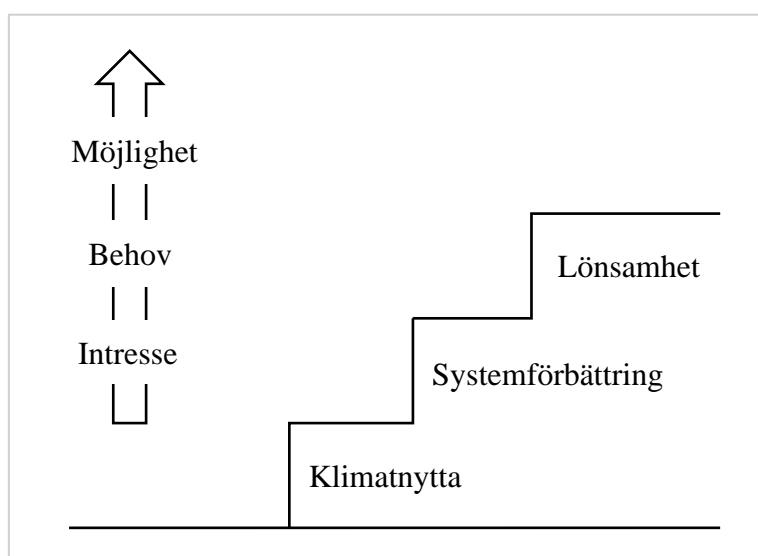 Möjlighet
Behov
Intresse
Lönsamhet
Systemförbättring
Klimatnytta